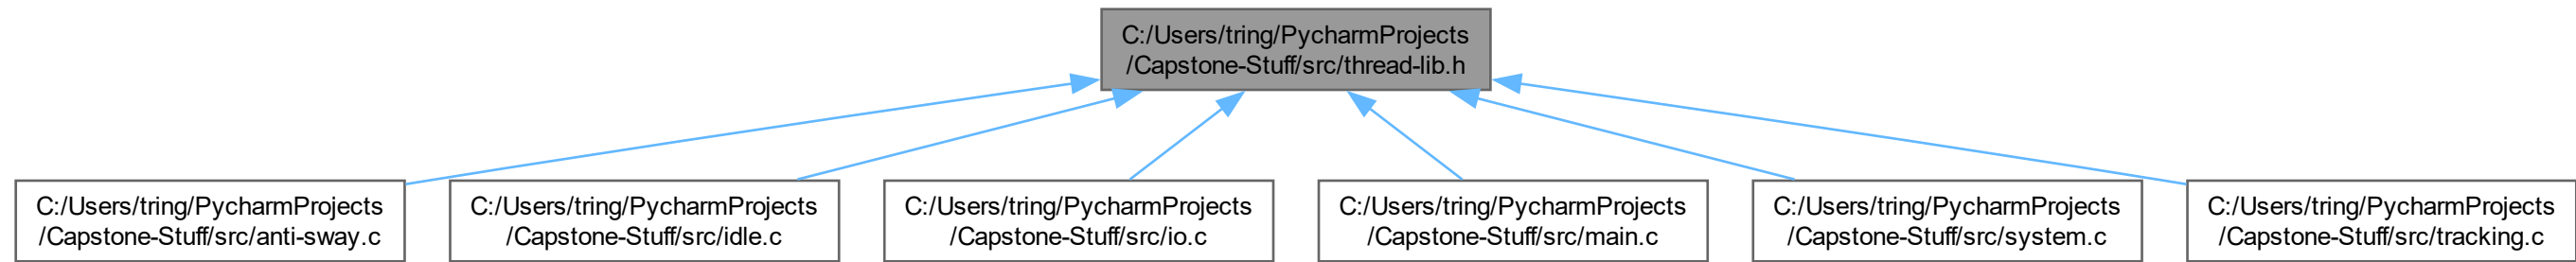 C:/Users/tring/PycharmProjects
/Capstone-Stuff/src/thread-lib.h
C:/Users/tring/PycharmProjects
/Capstone-Stuff/src/anti-sway.c
C:/Users/tring/PycharmProjects
/Capstone-Stuff/src/idle.c
C:/Users/tring/PycharmProjects
/Capstone-Stuff/src/io.c
C:/Users/tring/PycharmProjects
/Capstone-Stuff/src/main.c
C:/Users/tring/PycharmProjects
/Capstone-Stuff/src/system.c
C:/Users/tring/PycharmProjects
/Capstone-Stuff/src/tracking.c